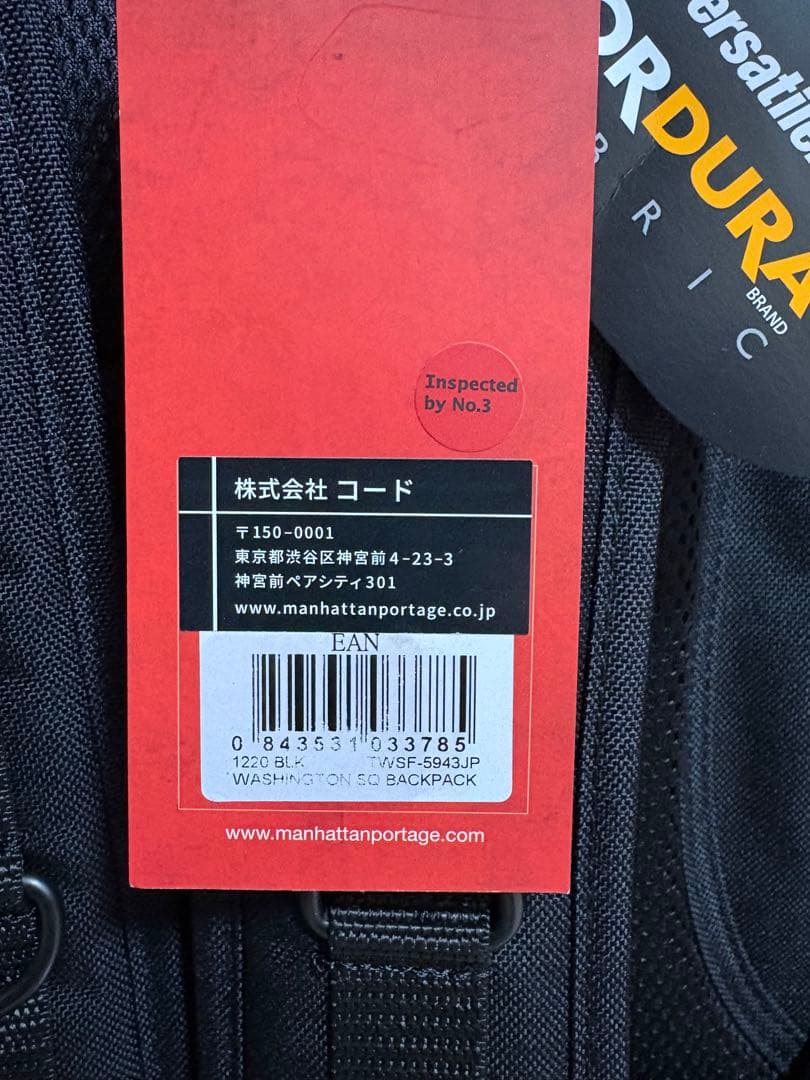 ORDURA
BRAND
R I C
Inspected
by No.3
株式会社 コード
〒150-0001
東京都渋谷区神宮前4-23-3
神宮前ペアシティ301
www.manhattanportage.co.jp
EAN
0 843531 033785
1220 BLK TWSF-5943JP
WASHINGTON SQ BACKPACK
www.manhattanportage.com